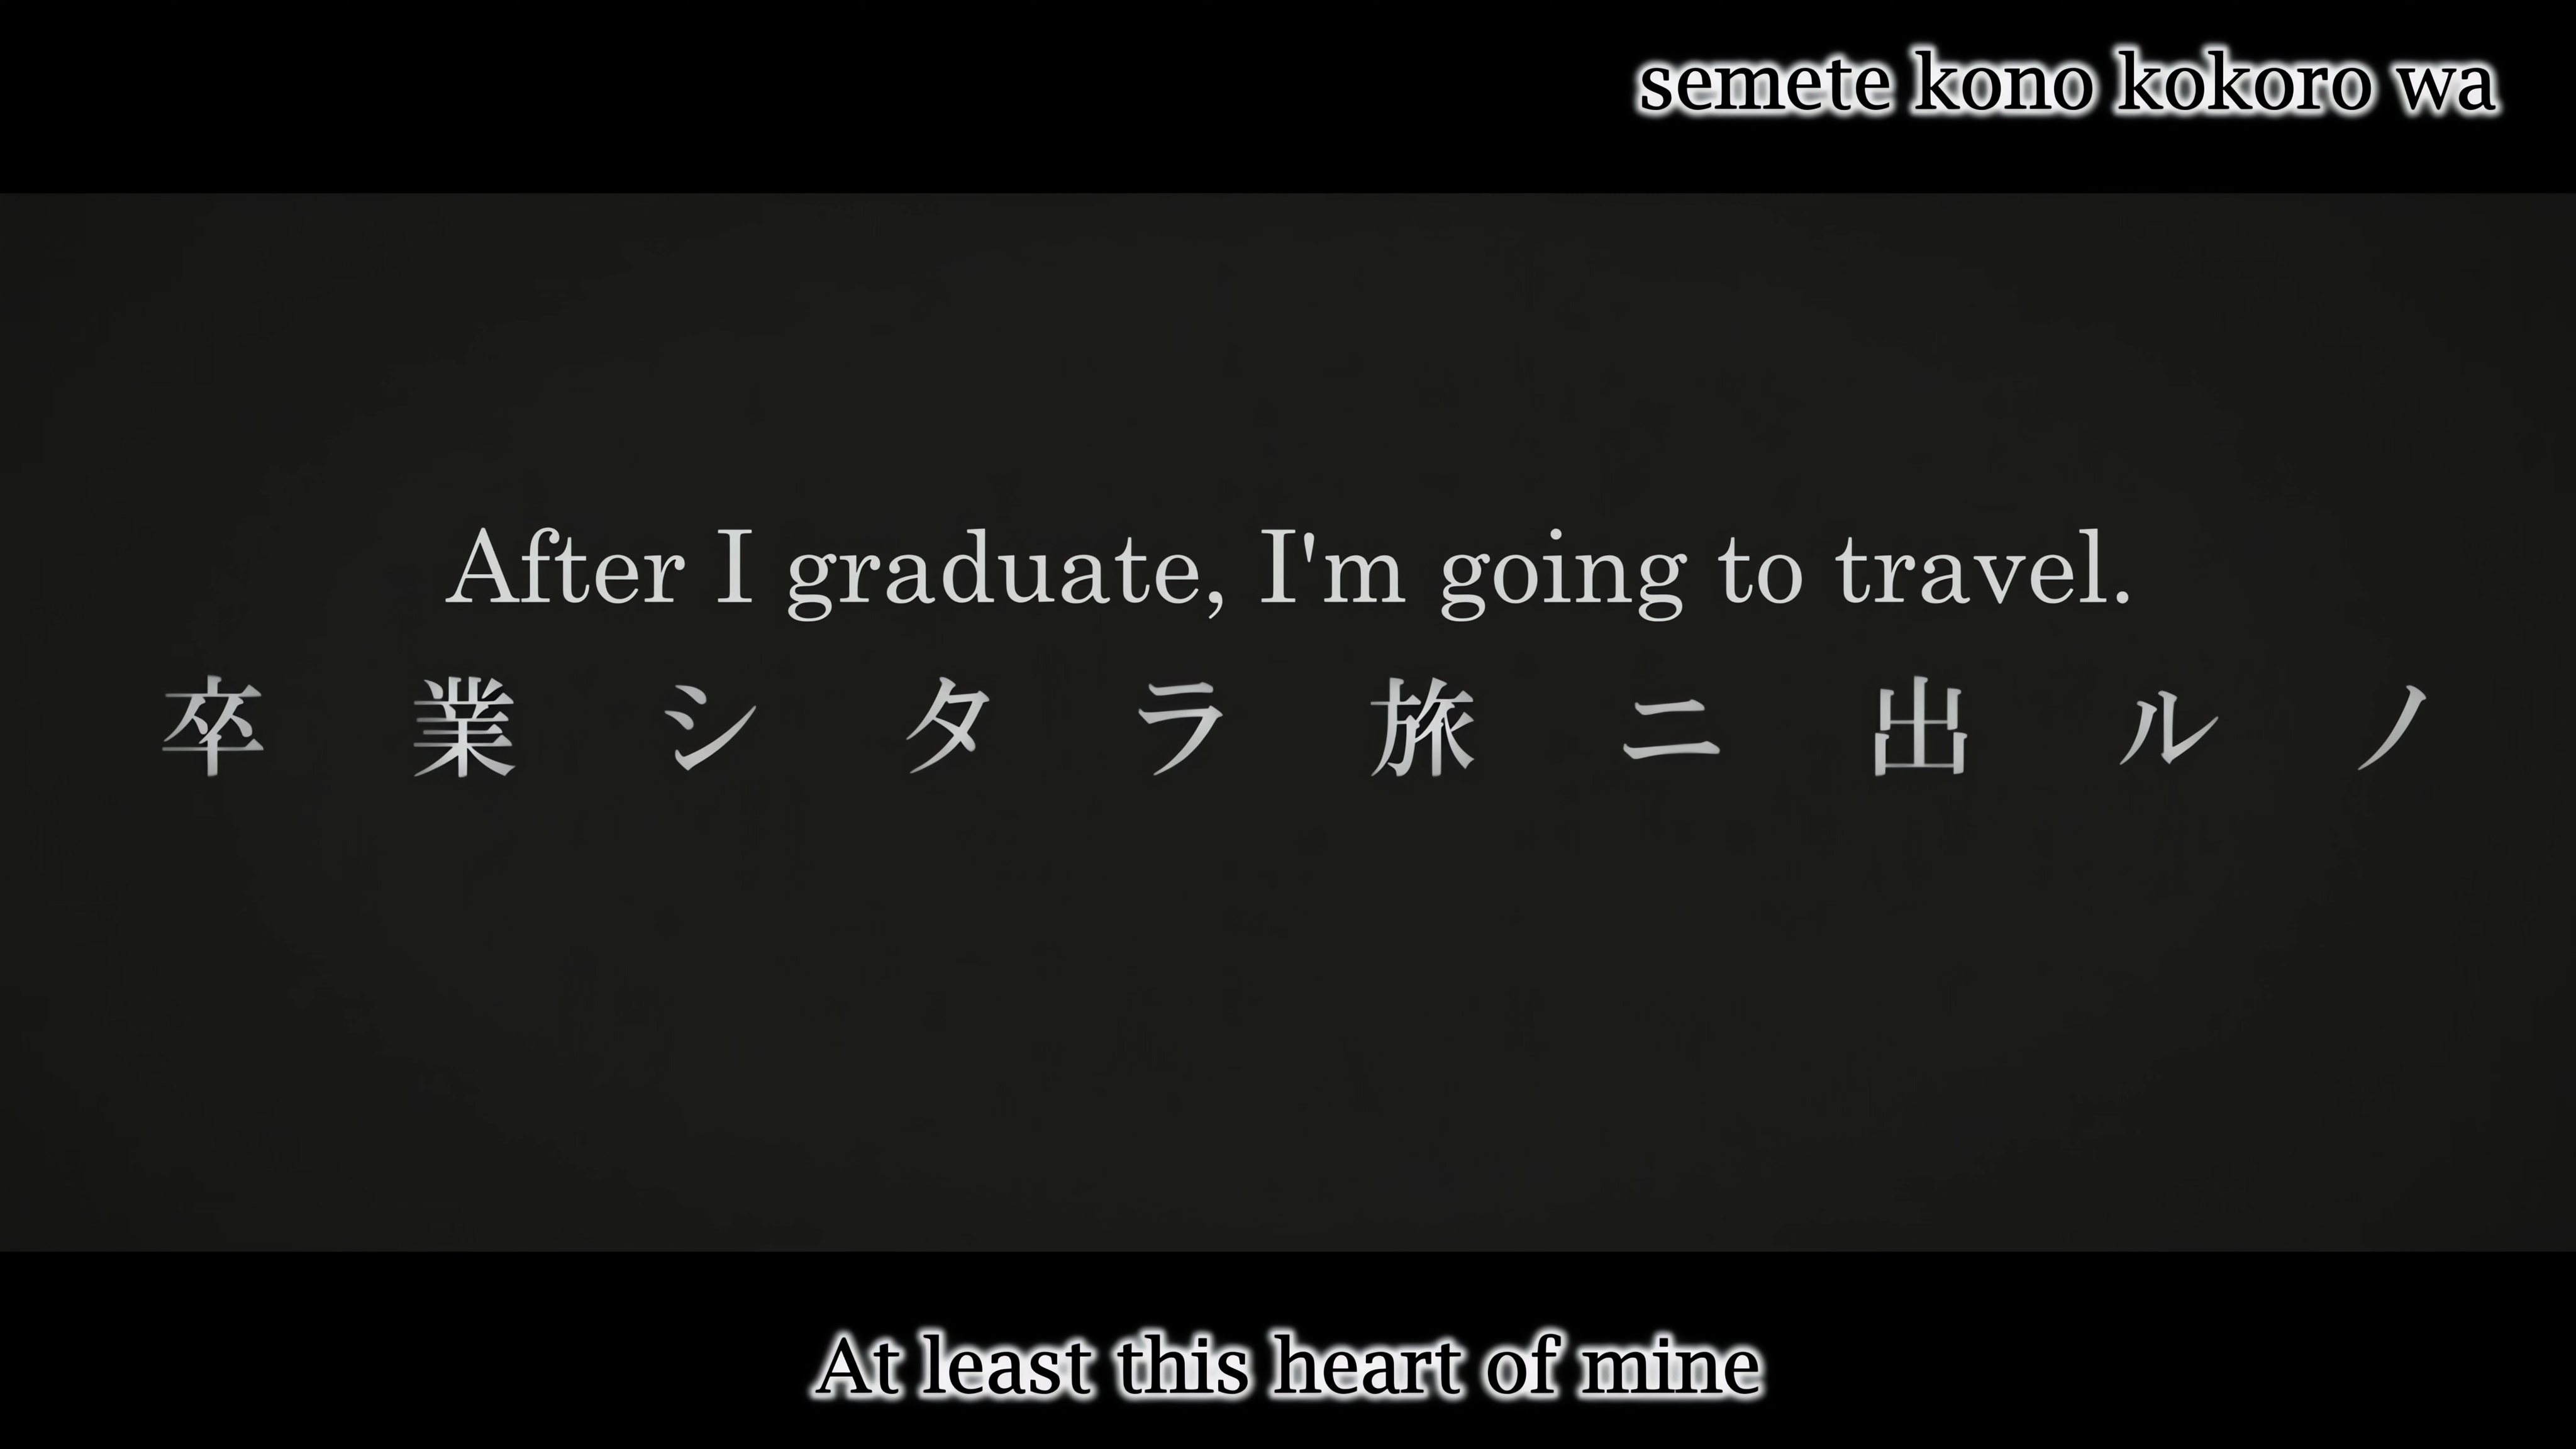 semete kono kokoro wa
After I graduate, I'm going to travel.
卒業シタラ旅ニ出ルノ
At least this heart of mine